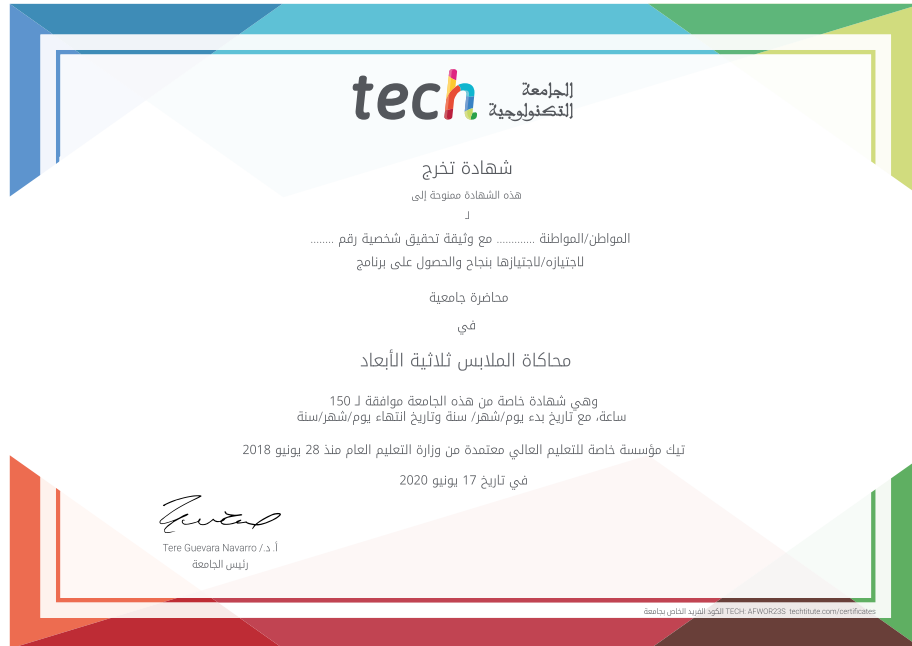 tech الجامعة
التكنولوجية
شهادة تخرج
هذه الشهادة ممنوحة إلى
لـ
المواطن/المواطنة ............. مع وثيقة تحقيق شخصية رقم ........
لاجتيازه/لاجتيازها بنجاح والحصول على برنامج
محاضرة جامعية
في
محاكاة الملابس ثلاثية الأبعاد
وهي شهادة خاصة من هذه الجامعة موافقة لـ 150
ساعة، مع تاريخ بدء يوم/شهر/ سنة وتاريخ انتهاء يوم/شهر/سنة
تيك مؤسسة خاصة للتعليم العالي معتمدة من وزارة التعليم العام منذ 28 يونيو 2018
في تاريخ 17 يونيو 2020
أ. د./ Tere Guevara Navarro
رئيس الجامعة
الكود الفريد الخاص بجامعة TECH: AFWOR23S techtitute.com/certificates